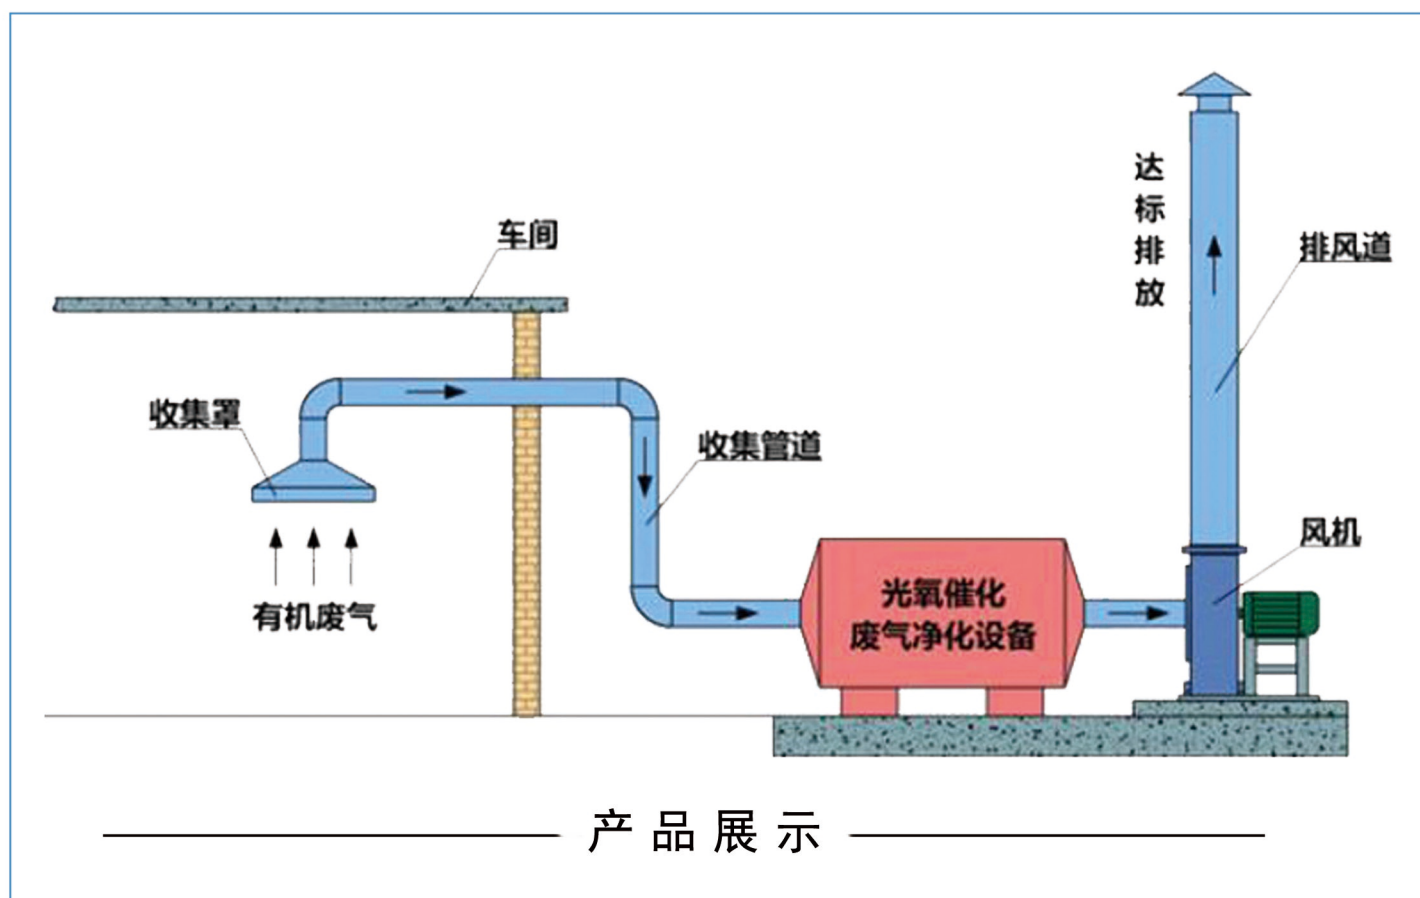 达标排放
车间
排风道
收集罩
收集管道
风机
光氧催化
废气净化设备
有机废气
产品展示